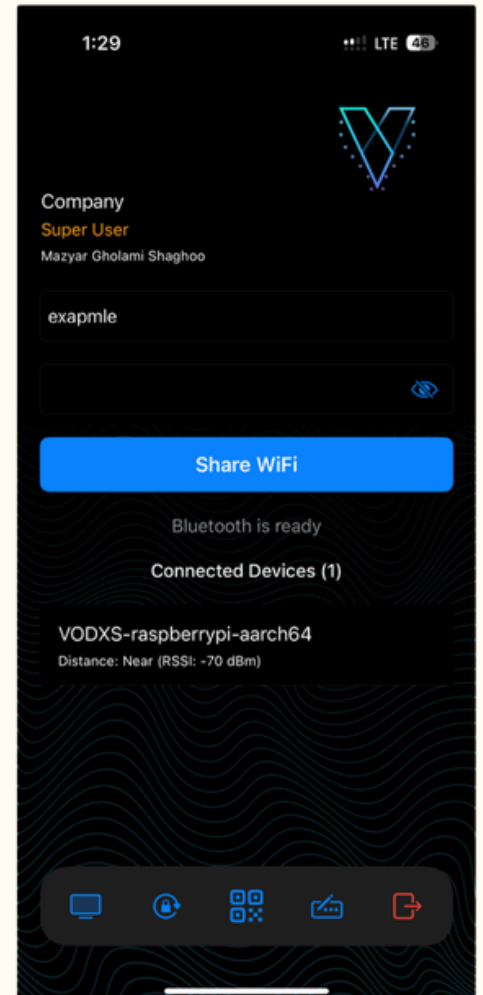 1:29
LTE 46
Company
Super User
Mazyar Gholami Shaghoo
exapmle
Share WiFi
Bluetooth is ready
Connected Devices (1)
VODXS-raspberrypi-aarch64
Distance: Near (RSSI: -70 dBm)